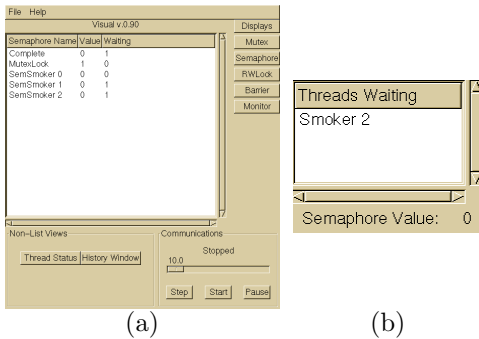 File Help
Visual v.0.90
Displays
Mutex
Semaphore
RWLock
Barrier
Monitor
Semaphore Name Value Waiting
Complete 0 1
MutexLock 1 0
SemSmoker 0 0 0
SemSmoker 1 0 1
SemSmoker 2 0 1
Non-List Views
Thread Status History Window
Communications
Stopped
10.0
Step Start Pause
(a)
Threads Waiting
Smoker 2
Semaphore Value: 0
(b)